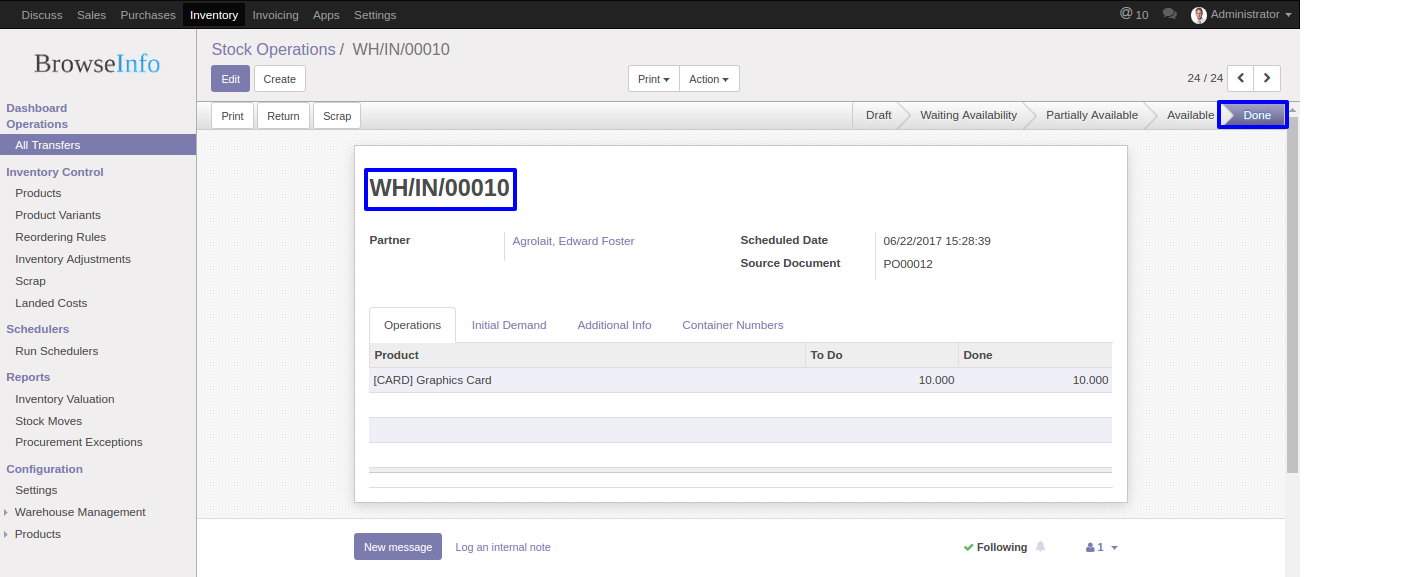 Discuss Sales Purchases Inventory Invoicing Apps Settings @ 10 Administrator
BrowseInfo
Dashboard
Operations
All Transfers
Inventory Control
Products
Product Variants
Reordering Rules
Inventory Adjustments
Scrap
Landed Costs
Schedulers
Run Schedulers
Reports
Inventory Valuation
Stock Moves
Procurement Exceptions
Configuration
Settings
Warehouse Management
Products
Stock Operations / WH/IN/00010
Edit Create Print Action 24 / 24
Print Return Scrap Draft Waiting Availability Partially Available Available Done
WH/IN/00010
Partner Agrolait, Edward Foster Scheduled Date 06/22/2017 15:28:39
Source Document PO00012
Operations Initial Demand Additional Info Container Numbers
Product To Do Done
[CARD] Graphics Card 10.000 10.000
New message Log an internal note Following 1